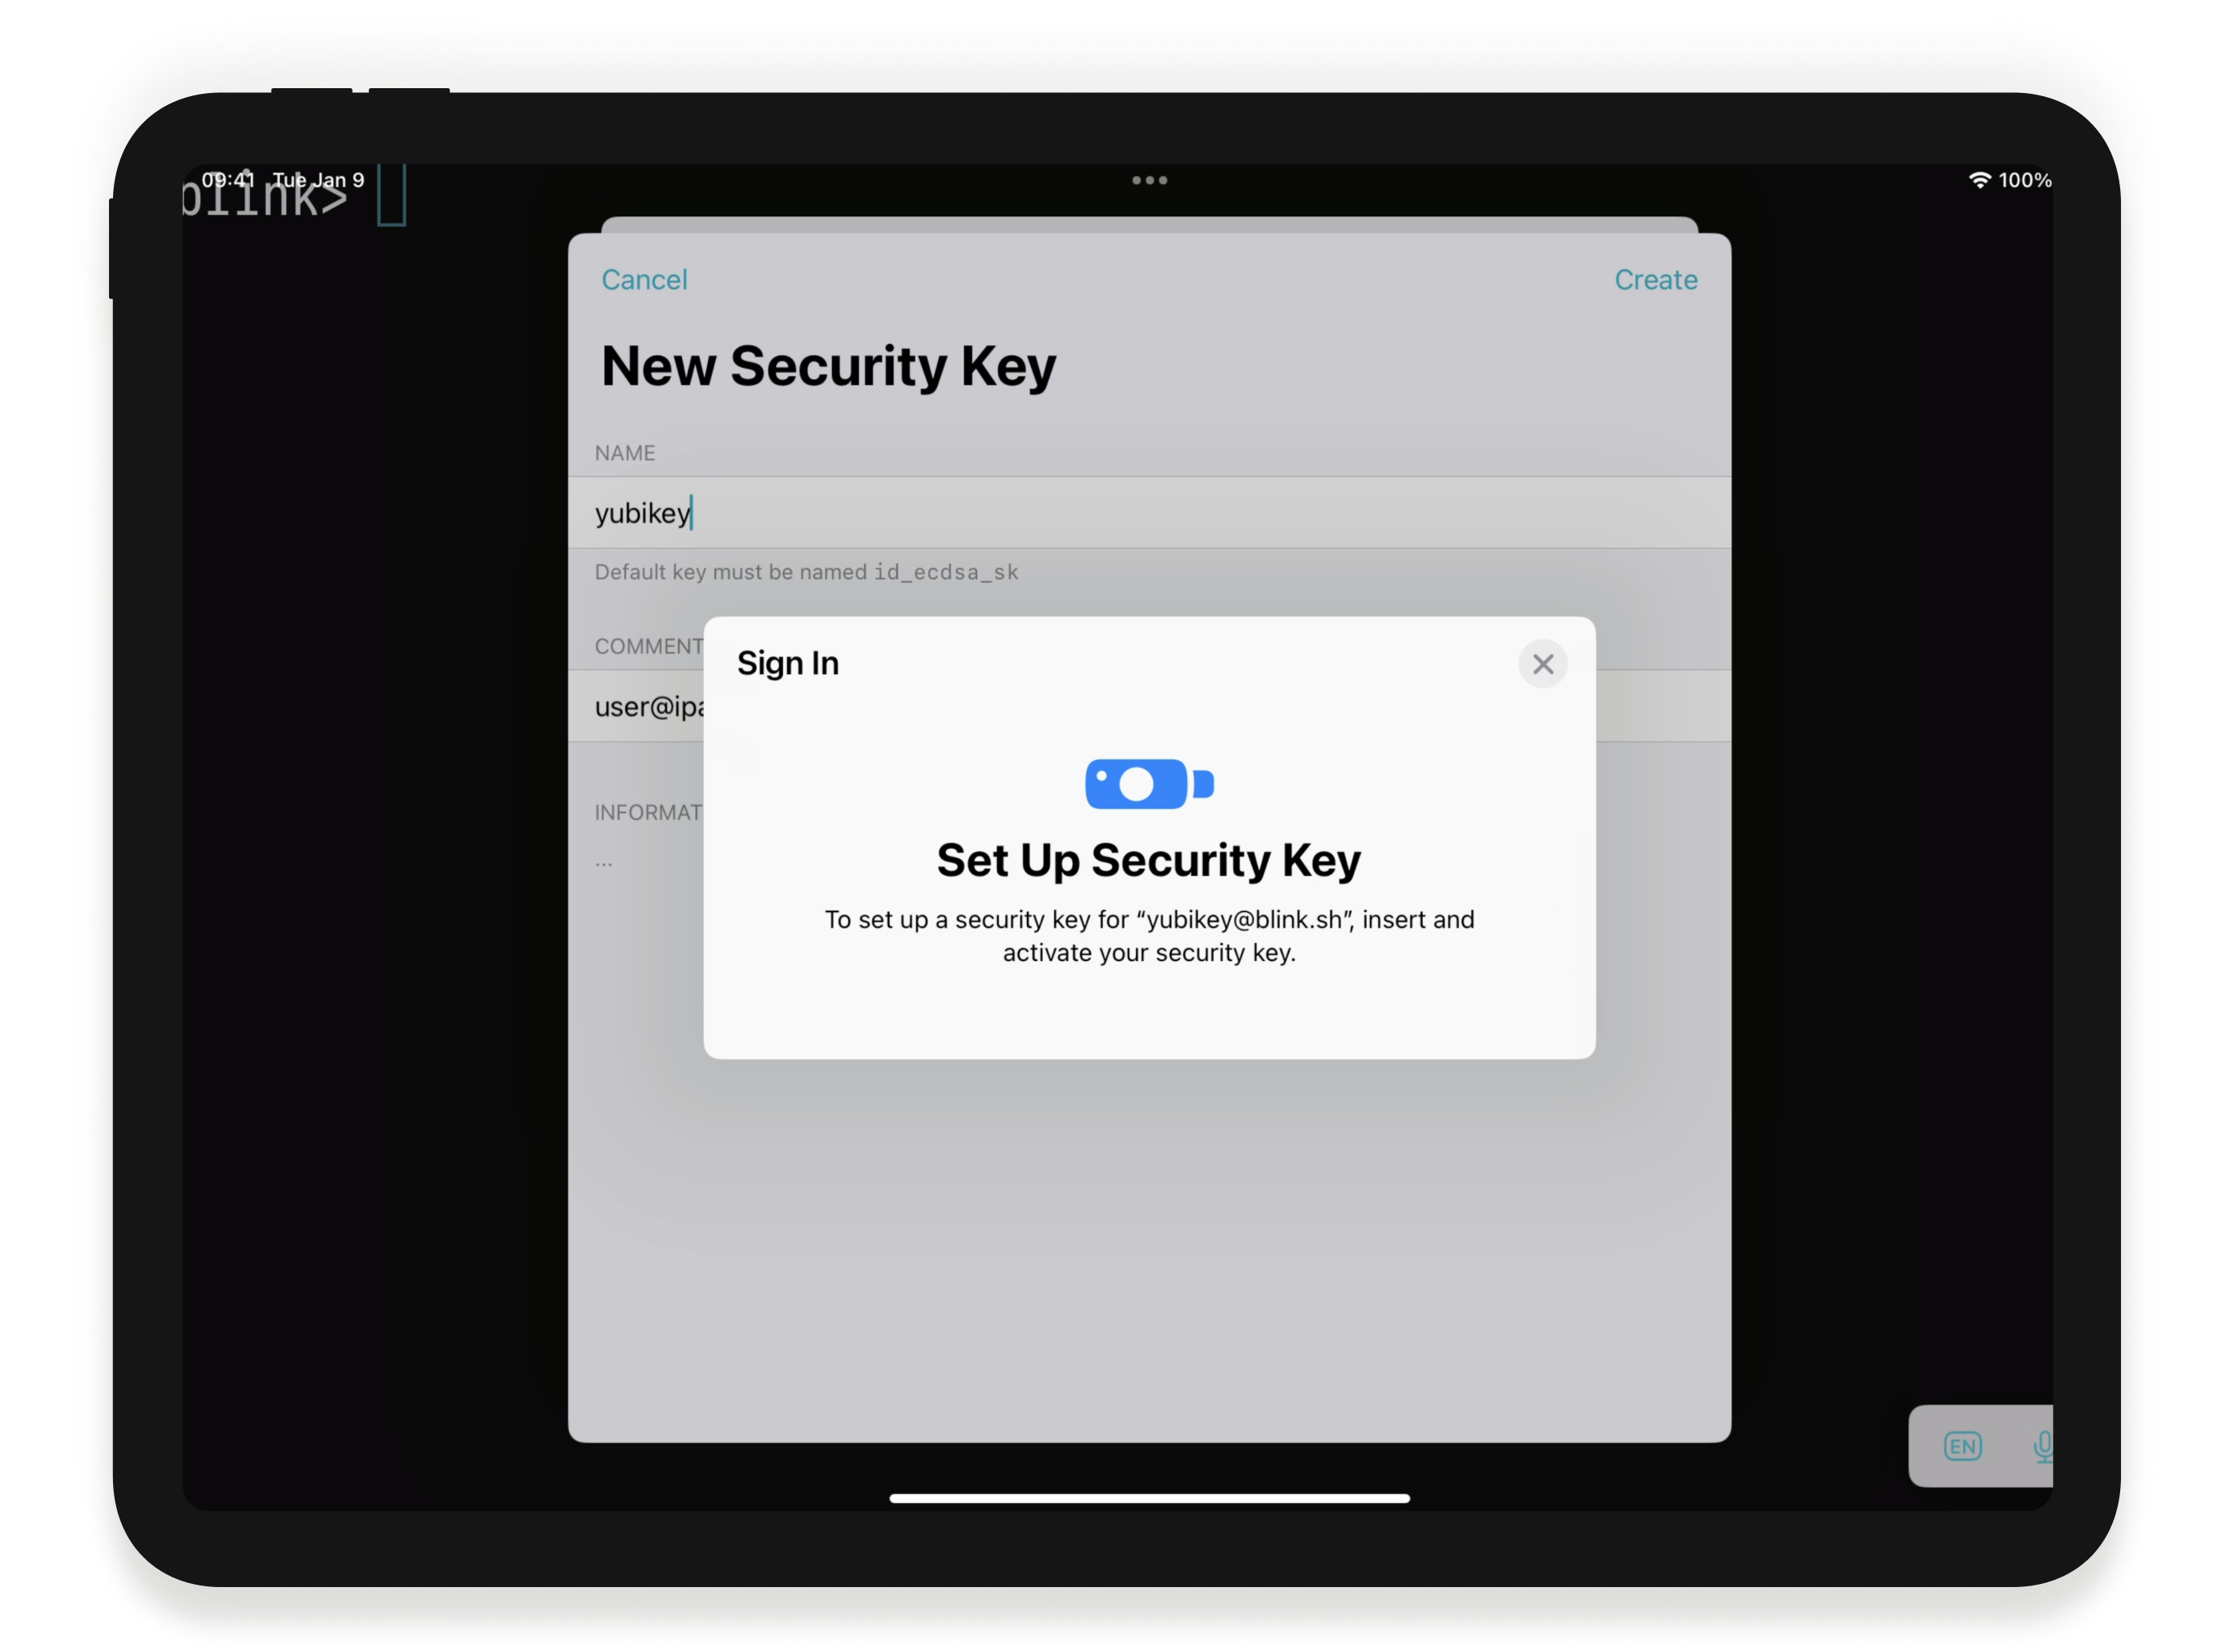 09:41 Tue Jan 9
100%
blink>
Cancel
Create
New Security Key
NAME
yubikey
Default key must be named id_ecdsa_sk
COMMENT
user@ipa
INFORMAT
...
Sign In
Set Up Security Key
To set up a security key for “yubikey@blink.sh”, insert and
activate your security key.
EN